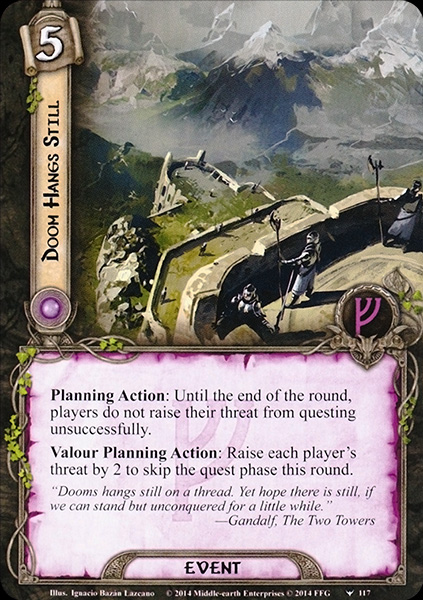 5
Doom Hangs Still
Planning Action: Until the end of the round,
players do not raise their threat from questing
unsuccessfully.
Valour Planning Action: Raise each player's
threat by 2 to skip the quest phase this round.
“Dooms hangs still on a thread. Yet hope there is still, if
we can stand but unconquered for a little while.”
—Gandalf, The Two Towers
EVENT
Illus. Ignacio Bazán Lazcano © 2014 Middle-earth Enterprises © 2014 FFG 117